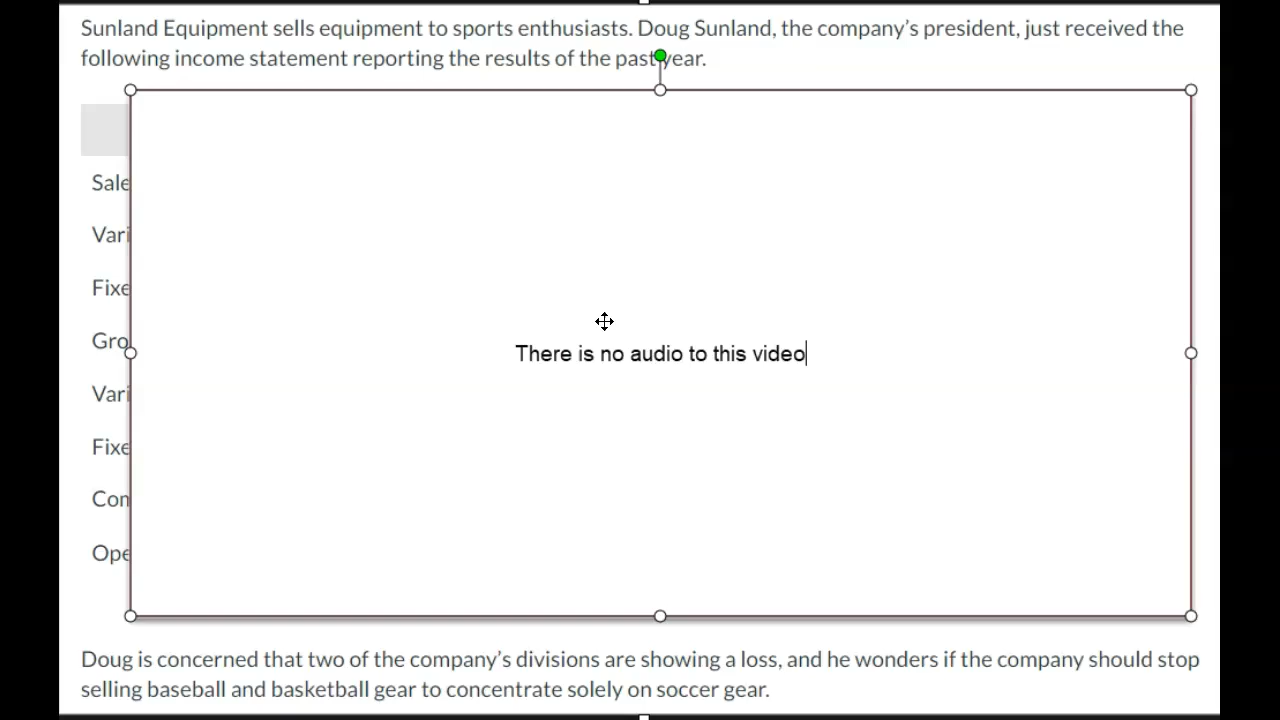 Sunland Equipment sells equipment to sports enthusiasts. Doug Sunland, the company's president, just received the
following income statement reporting the results of the past year.
Sale
Vari
Fixe
Gro
There is no audio to this video
Vari
Fixe
Con
Ope
Doug is concerned that two of the company's divisions are showing a loss, and he wonders if the company should stop
selling baseball and basketball gear to concentrate solely on soccer gear.